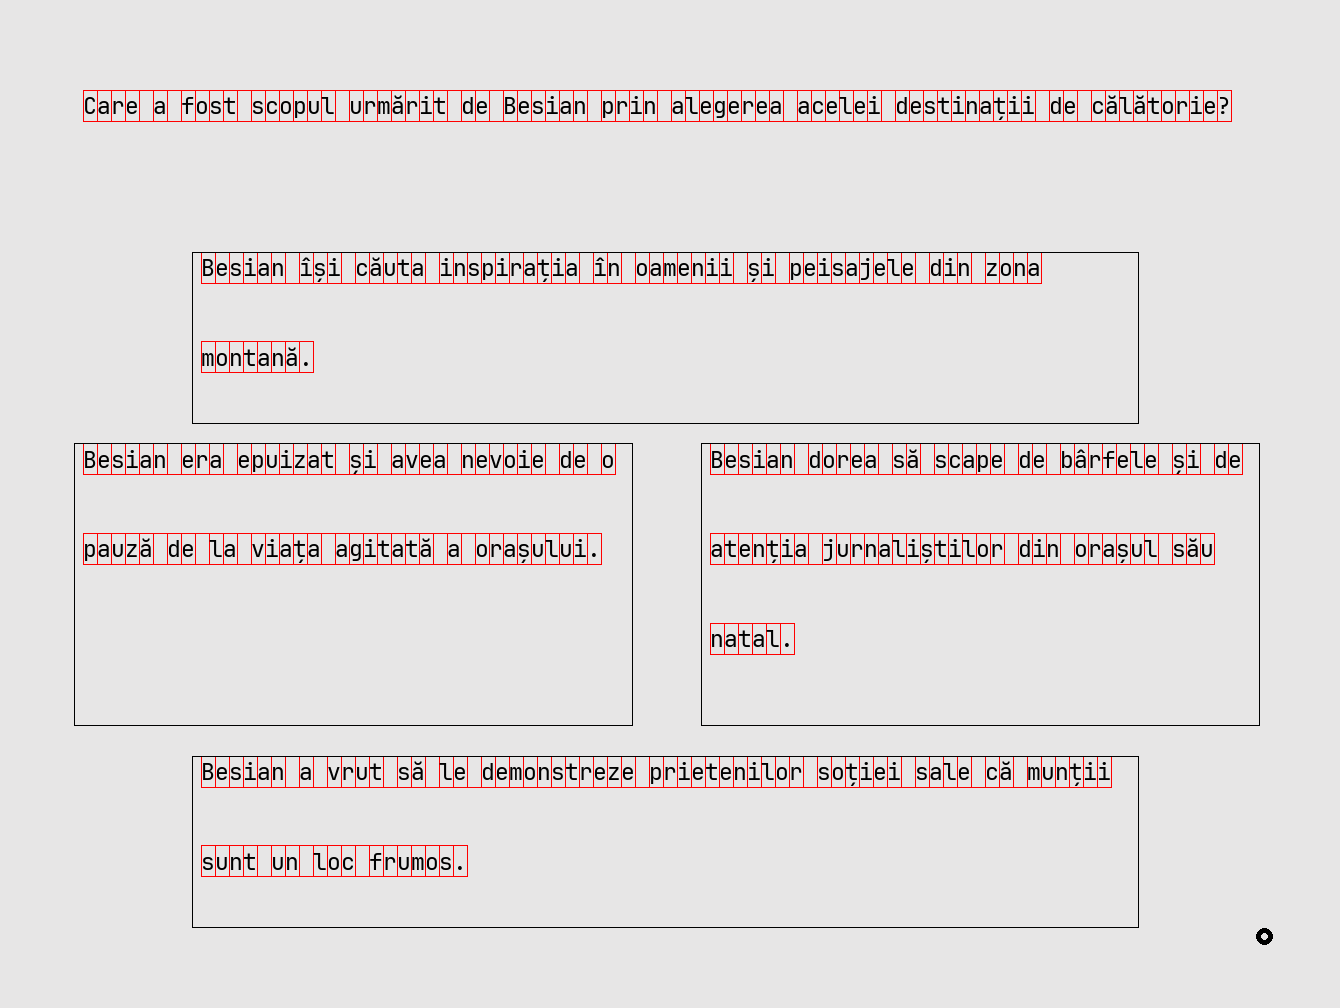 Care a fost scopul urmărit de Besian prin alegerea acelei destinații de călătorie?
Besian își căuta inspirația în oamenii și peisajele din zona
montană.
Besian era epuizat și avea nevoie de o
pauză de la viața agitată a orașului.
Besian dorea să scape de bârfele și de
atenția jurnaliștilor din orașul său
natal.
Besian a vrut să le demonstreze prietenilor soției sale că munții
sunt un loc frumos.